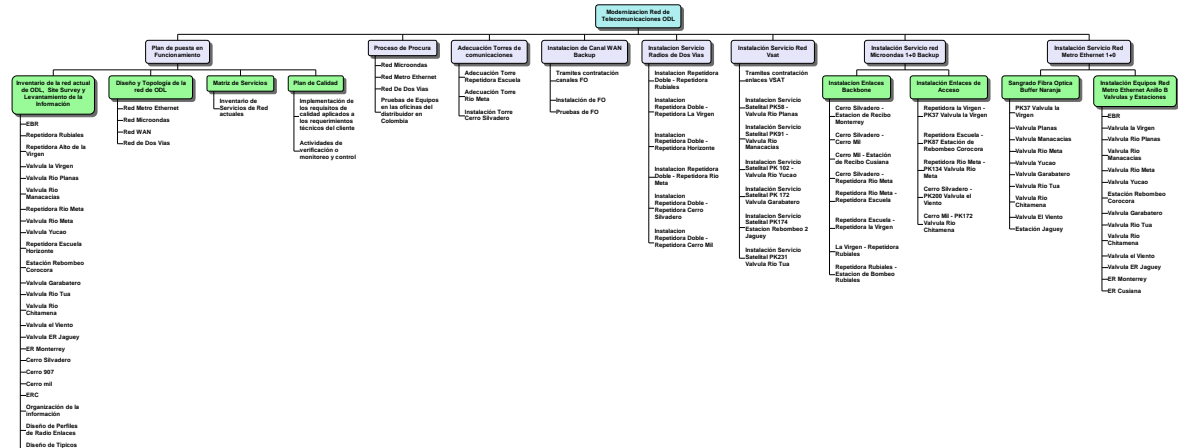 Modernizacion Red de
Telecomunicaciones ODL
Plan de puesta en
Funcionamiento
Proceso de Procura
Adecuación Torres de
comunicaciones
Instalacion de Canal WAN
Backup
Instalación Servicio
Radios de Dos Vías
Instalación Servicio Red
Vsat
Instalación Servicio red
Microondas 1+0 Backup
Instalación Servicio Red
Metro Ethernet 1+0
Inventario de la red actual
de ODL, Site Survey y
Levantamiento de la
Información
EBR
Repetidora Rubiales
Repetidora Alto de la
Virgen
Valvula la Virgen
Valvula Rio Planas
Valvula Rio
Manacacias
Repetidora Rio Meta
Valvula Rio Meta
Valvula Yucao
Repetidora Escuela
Horizonte
Estación Rebombeo
Corocora
Valvula Garabatero
Valvula Rio Tua
Valvula Rio
Chitamena
Valvula el Viento
Valvula ER Jaguey
ER Monterrey
Cerro Silvadero
Cerro 907
Cerro mil
ERC
Organización de la
información
Diseño de Perfiles
de Radio Enlaces
Diseño de Tipicos
Diseño y Topología de la
red de ODL
Red Metro Ethernet
Red Microondas
Red WAN
Red de Dos Vías
Matriz de Servicios
Inventario de
Servicios de Red
actuales
Plan de Calidad
Implementación de
los requisitos de
calidad aplicados a
los requerimientos
técnicos del cliente
Actividades de
verificación o
monitoreo y control
Red Microondas
Red Metro Ethernet
Red De Dos Vias
Pruebas de Equipos
en las oficinas del
distribuidor en
Colombia
Adecuación Torre
Repetidora Escuela
Adecuación Torre
Rio Meta
Instalación Torre
Cerro Silvadero
Tramites contratación
canales FO
Instalación de FO
Pruebas de FO
Instalacion Repetidora
Doble - Repetidora
Rubiales
Instalacion
Repetidora Doble -
Repetidora La Virgen
Instalacion
Repetidora Doble -
Repetidora Horizonte
Instalacion Repetidora
Doble - Repetidora Rio
Meta
Instalacion
Repetidora Doble -
Repetidora Cerro
Silvadero
Instalacion
Repetidora Doble -
Repetidora Cerro Mil
Tramites contratación
enlaces VSAT
Instalación Servicio
Satelital PK58 -
Valvula Rio Planas
Instalación Servicio
Satelital PK91 -
Valvula Rio
Manacacias
Instalación Servicio
Satelital PK 102 -
Valvula Rio Yucao
Instalación Servicio
Satelital PK 172
Valvula Garabatero
Instalacion Servicio
Satelital PK174
Estacion Rebombeo 2
Jaguey
Instalación Servicio
Satelital PK231
Valvula Rio Tua
Instalacion Enlaces
Backbone
Cerro Silvadero -
Estacion de Recibo
Monterrey
Cerro Silvadero -
Cerro Mil
Cerro Mil - Estación
de Recibo Cusiana
Cerro Silvadero -
Repetidora Rio Meta
Repetidora Rio Meta -
Repetidora Escuela
Repetidora Escuela -
Repetidora la Virgen
La Virgen - Repetidora
Rubiales
Repetidora Rubiales -
Estacion de Bombeo
Rubiales
Instalación Enlaces de
Acceso
Repetidora la Virgen -
PK37 Valvula la Virgen
Repetidora Escuela -
PK87 Estación de
Rebombeo Corocora
Repetidora Rio Meta -
PK134 Valvula Rio
Meta
Cerro Silvadero -
PK200 Valvula el
Viento
Cerro Mil - PK172
Valvula Rio
Chitamena
Sangrado Fibra Optica
Buffer Naranja
PK37 Valvula la
Virgen
Valvula Planas
Valvula Manacacias
Valvula Rio Meta
Valvula Yucao
Valvula Garabatero
Valvula Rio Tua
Valvula Rio
Chitamena
Valvula El Viento
Estación Jaguey
Instalación Equipos Red
Metro Ethernet Anillo B
Valvulas y Estaciones
EBR
Valvula la Virgen
Valvula Rio Planas
Valvula Rio
Manacacias
Valvula Rio Meta
Valvula Yucao
Estación Rebombeo
Corocora
Valvula Garabatero
Valvula Rio Tua
Valvula Rio
Chitamena
Valvula el Viento
Valvula ER Jaguey
ER Monterrey
ER Cusiana